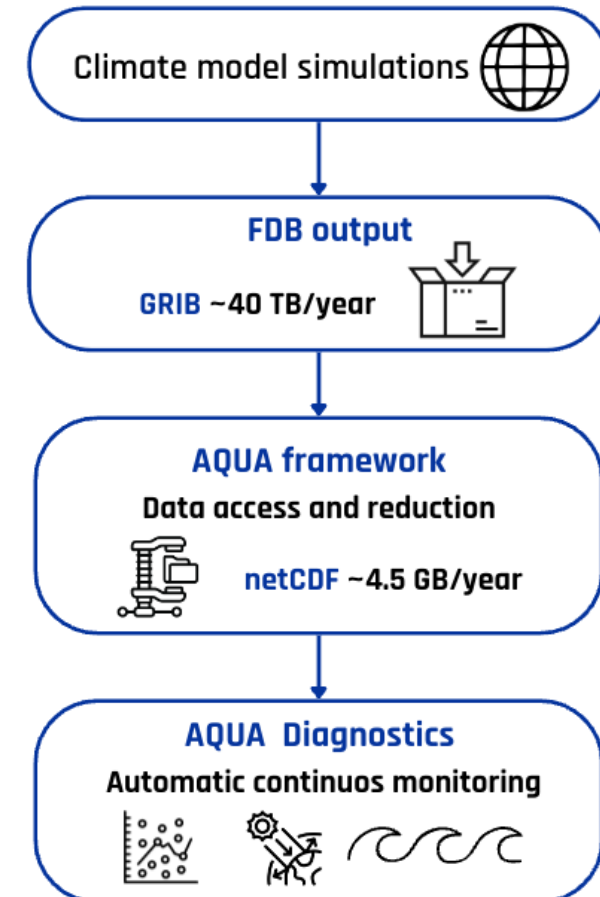 Climate model simulations
FDB output
GRIB ~40 TB/year
AQUA framework
Data access and reduction
netCDF ~4.5 GB/year
AQUA Diagnostics
Automatic continuos monitoring